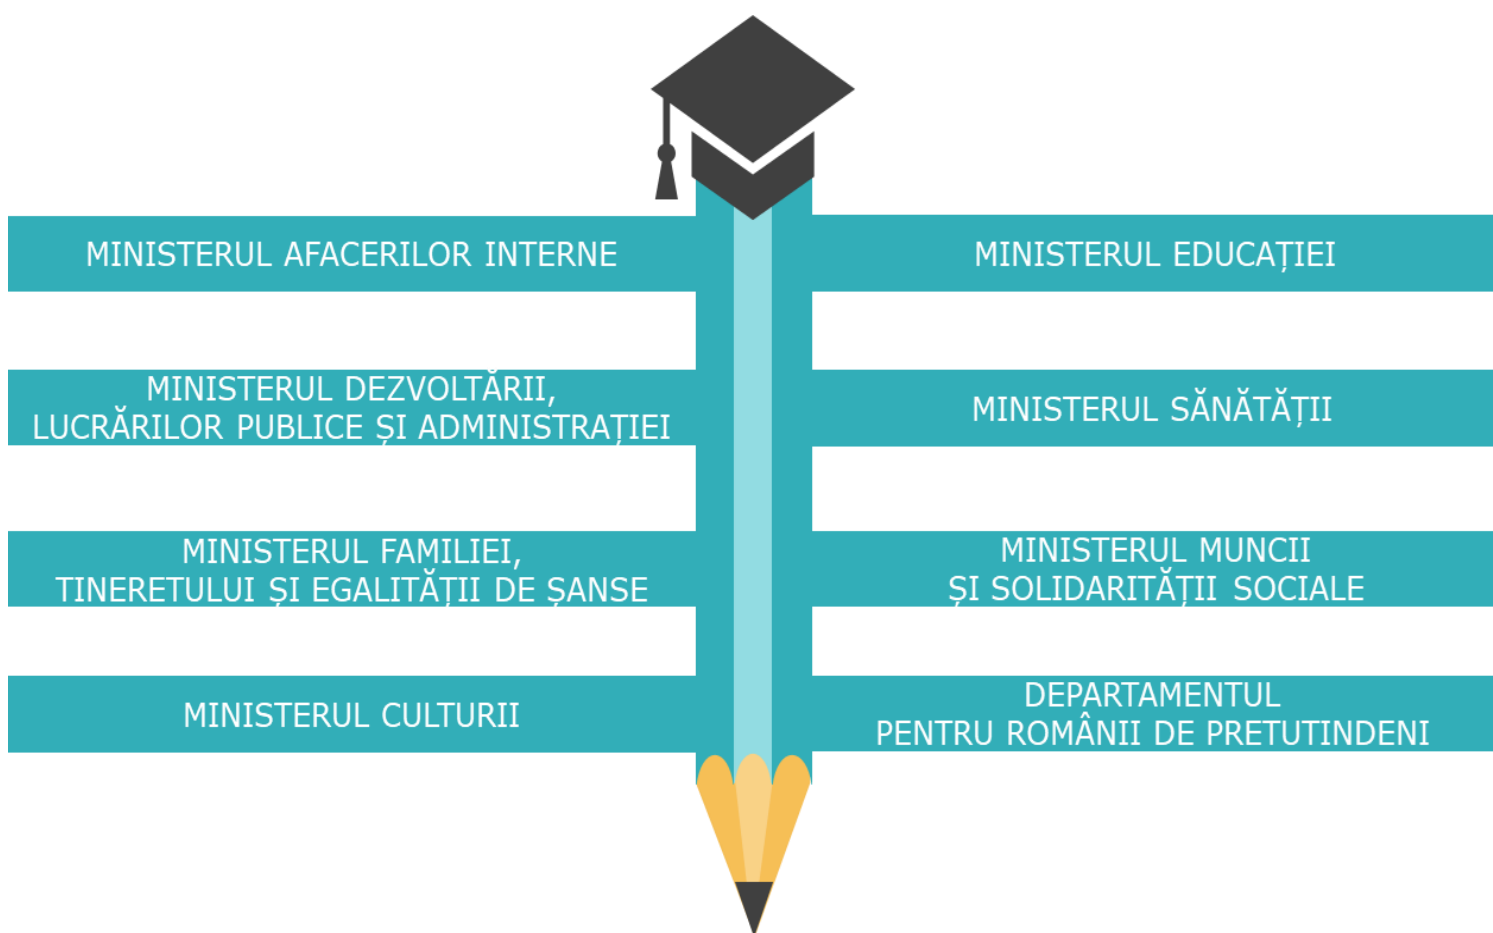 MINISTERUL AFACERILOR INTERNE
MINISTERUL EDUCAȚIEI
MINISTERUL DEZVOLTĂRII,
LUCRĂRILOR PUBLICE ȘI ADMINISTRAȚIEI
MINISTERUL SĂNĂTĂȚII
MINISTERUL FAMILIEI,
TINERETULUI ȘI EGALITĂȚII DE ȘANSE
MINISTERUL MUNCII
ȘI SOLIDARITĂȚII SOCIALE
MINISTERUL CULTURII
DEPARTAMENTUL
PENTRU ROMÂNII DE PRETUTINDENI